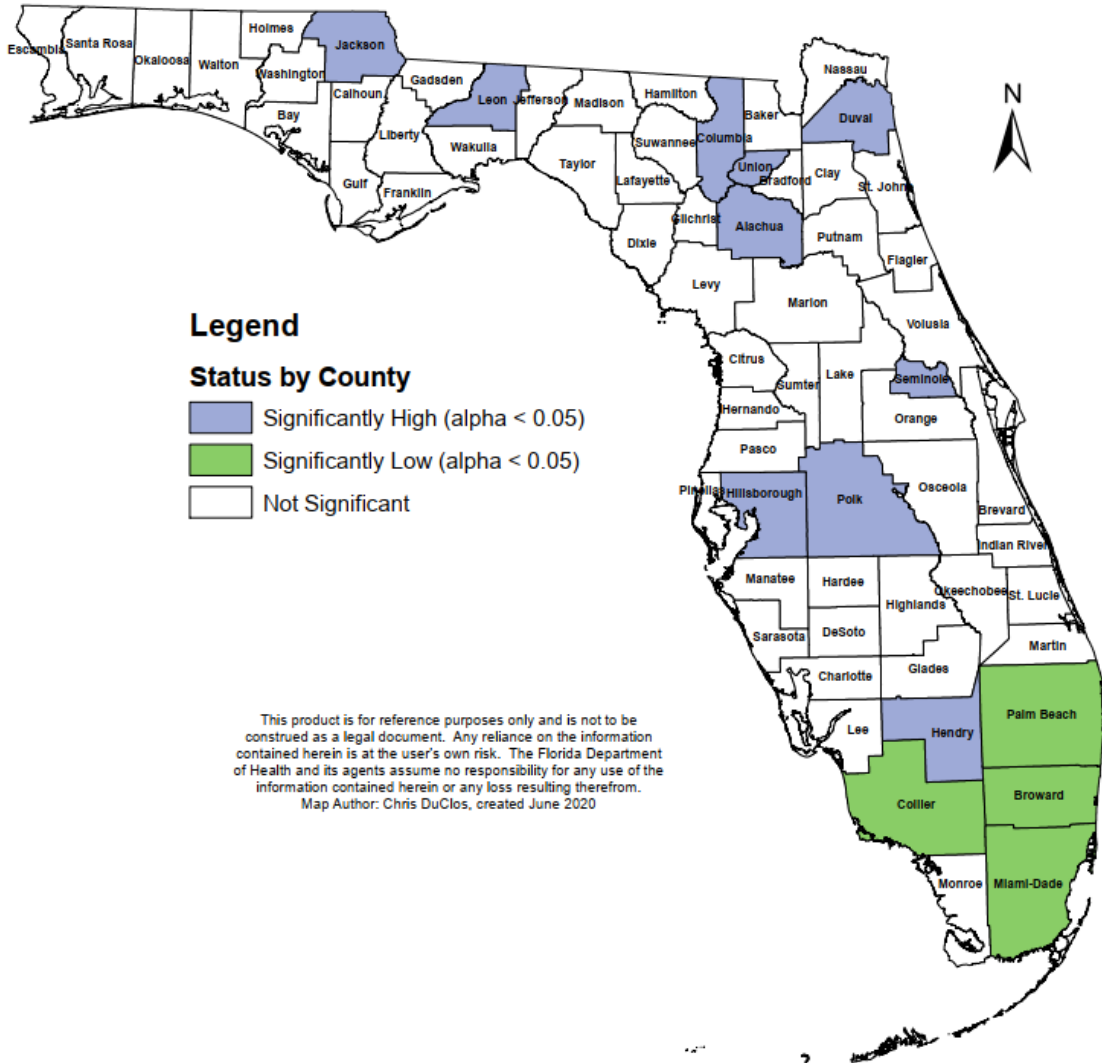 Holmes
Jackson
Escambia
Santa Rosa
Okaloosa
Walton
Washington
Calhoun
Bay
Gulf
Liberty
Franklin
Gadsden
Leon
Wakulla
Jefferson
Madison
Taylor
Hamilton
Suwannee
Lafayette
Dixie
Columbia
Baker
Union
Bradford
Gilchrist
Alachua
Levy
Nassau
Duval
Clay
St. Johns
Putnam
Flagler
Marion
Volusia
N
Legend
Status by County
Significantly High (alpha < 0.05)
Significantly Low (alpha < 0.05)
Not Significant
Citrus
Sumter
Lake
Seminole
Hernando
Orange
Pasco
Pinellas
Hillsborough
Polk
Osceola
Brevard
Indian River
Manatee
Hardee
Highlands
Okeechobee
St. Lucie
Sarasota
DeSoto
Martin
Charlotte
Glades
Lee
Hendry
Palm Beach
Collier
Broward
Monroe
Miami-Dade
This product is for reference purposes only and is not to be
construed as a legal document. Any reliance on the information
contained herein is at the user's own risk. The Florida Department
of Health and its agents assume no responsibility for any use of the
information contained herein or any loss resulting therefrom.
Map Author: Chris DuClos, created June 2020